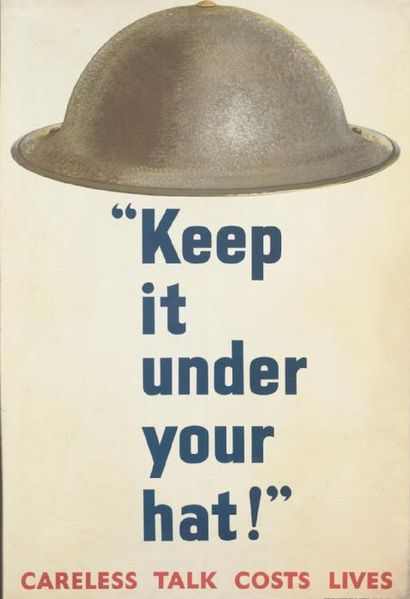 “Keep
it
under
your
hat!”
CARELESS TALK COSTS LIVES